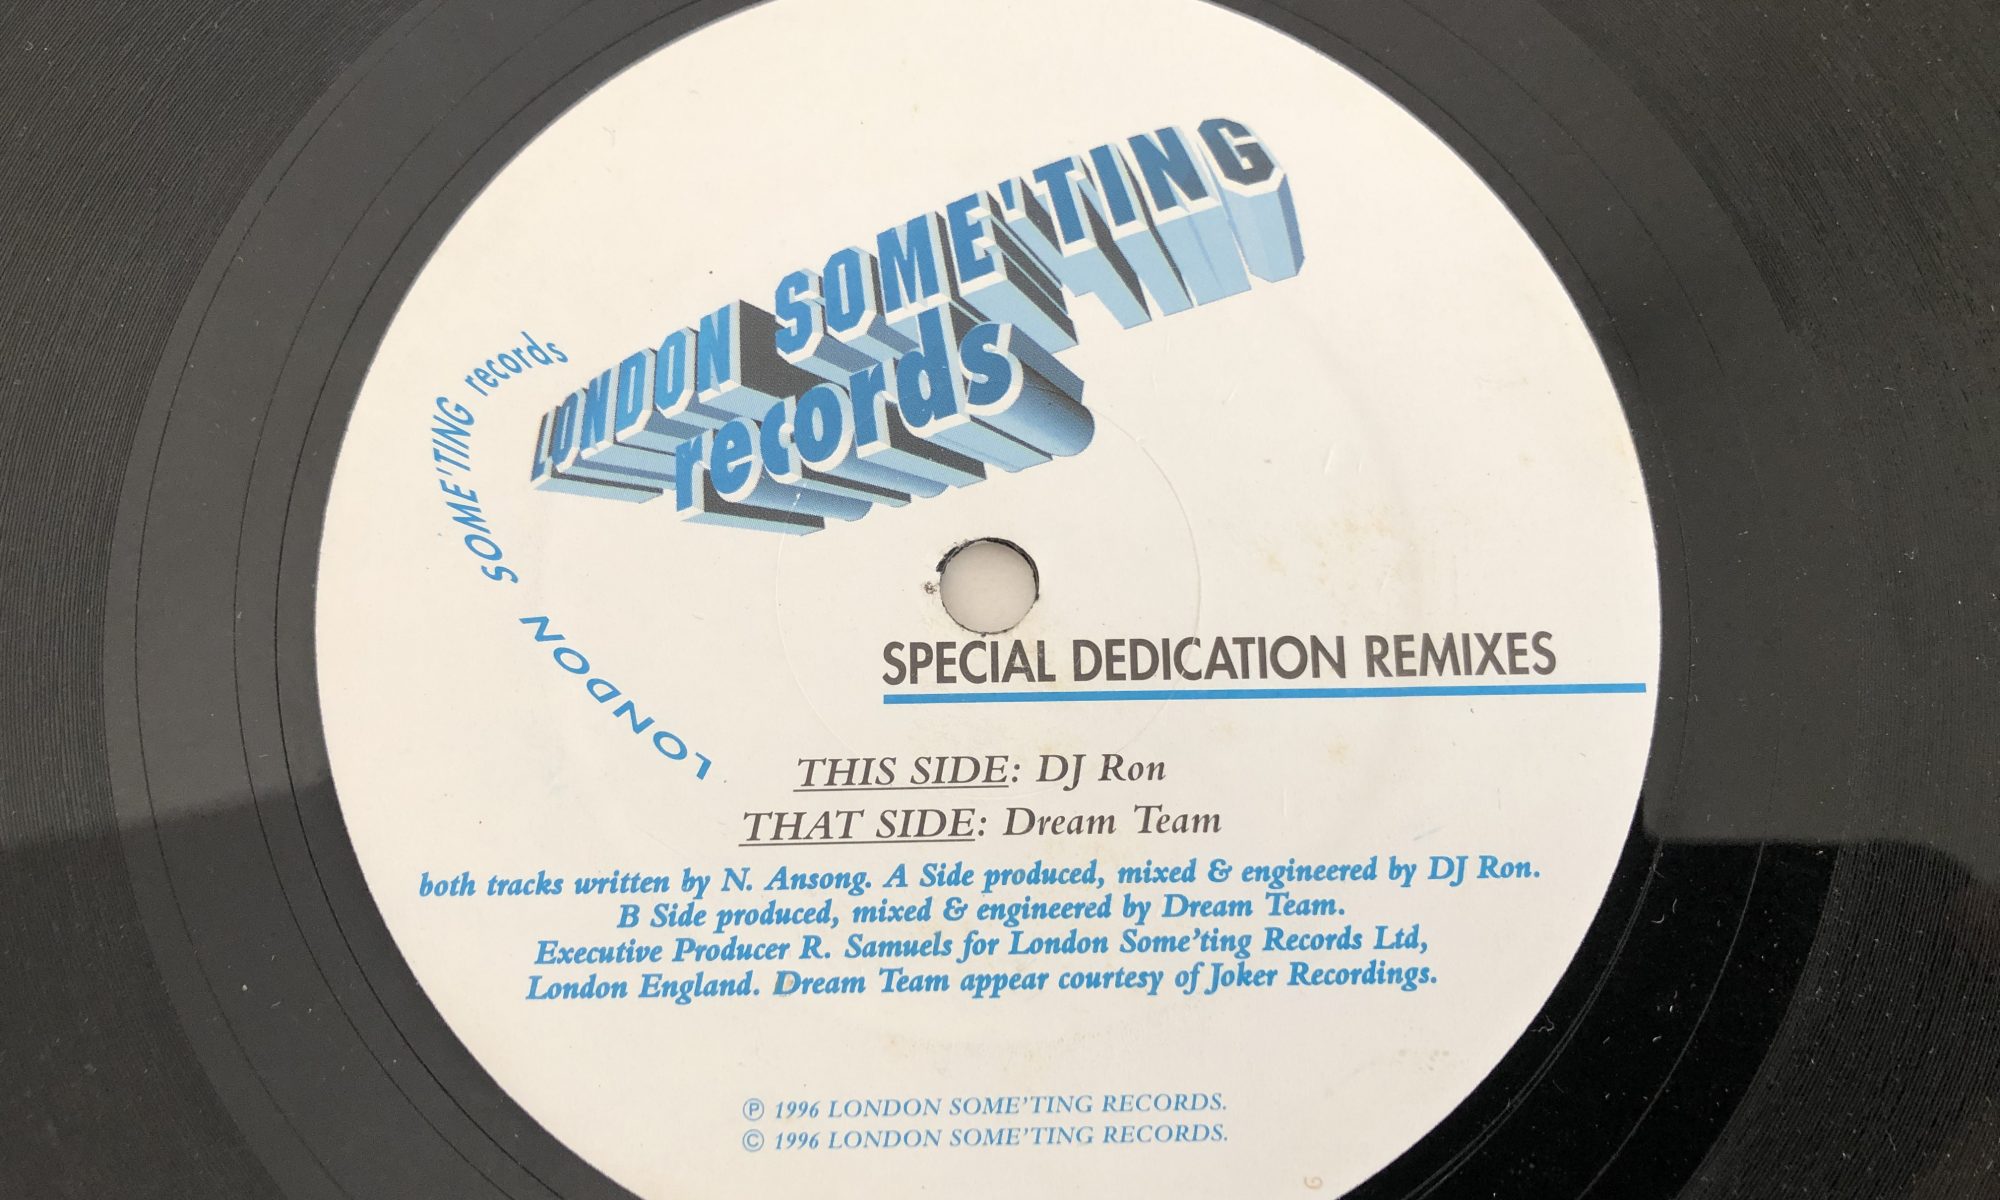 LONDON SOME'TING
records
LONDON SOME'TING records
SPECIAL DEDICATION REMIXES
THIS SIDE: DJ Ron
THAT SIDE: Dream Team
both tracks written by N. Ansong. A Side produced, mixed & engineered by DJ Ron.
B Side produced, mixed & engineered by Dream Team.
Executive Producer R. Samuels for London Some'ting Records Ltd,
London England. Dream Team appear courtesy of Joker Recordings.
℗ 1996 LONDON SOME'TING RECORDS.
© 1996 LONDON SOME'TING RECORDS.